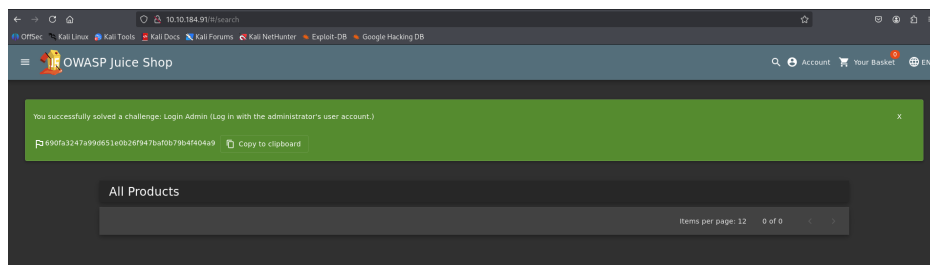 10.10.184.91/#/search
OffSec Kali Linux Kali Tools Kali Docs Kali Forums Kali NetHunter Exploit-DB Google Hacking DB
OWASP Juice Shop Account Your Basket 0 EN
You successfully solved a challenge: Login Admin (Log in with the administrator's user account.) X
690fa3247a99d651e0b26f947baf0b79b4f404a9 Copy to clipboard
All Products
Items per page: 12 0 of 0